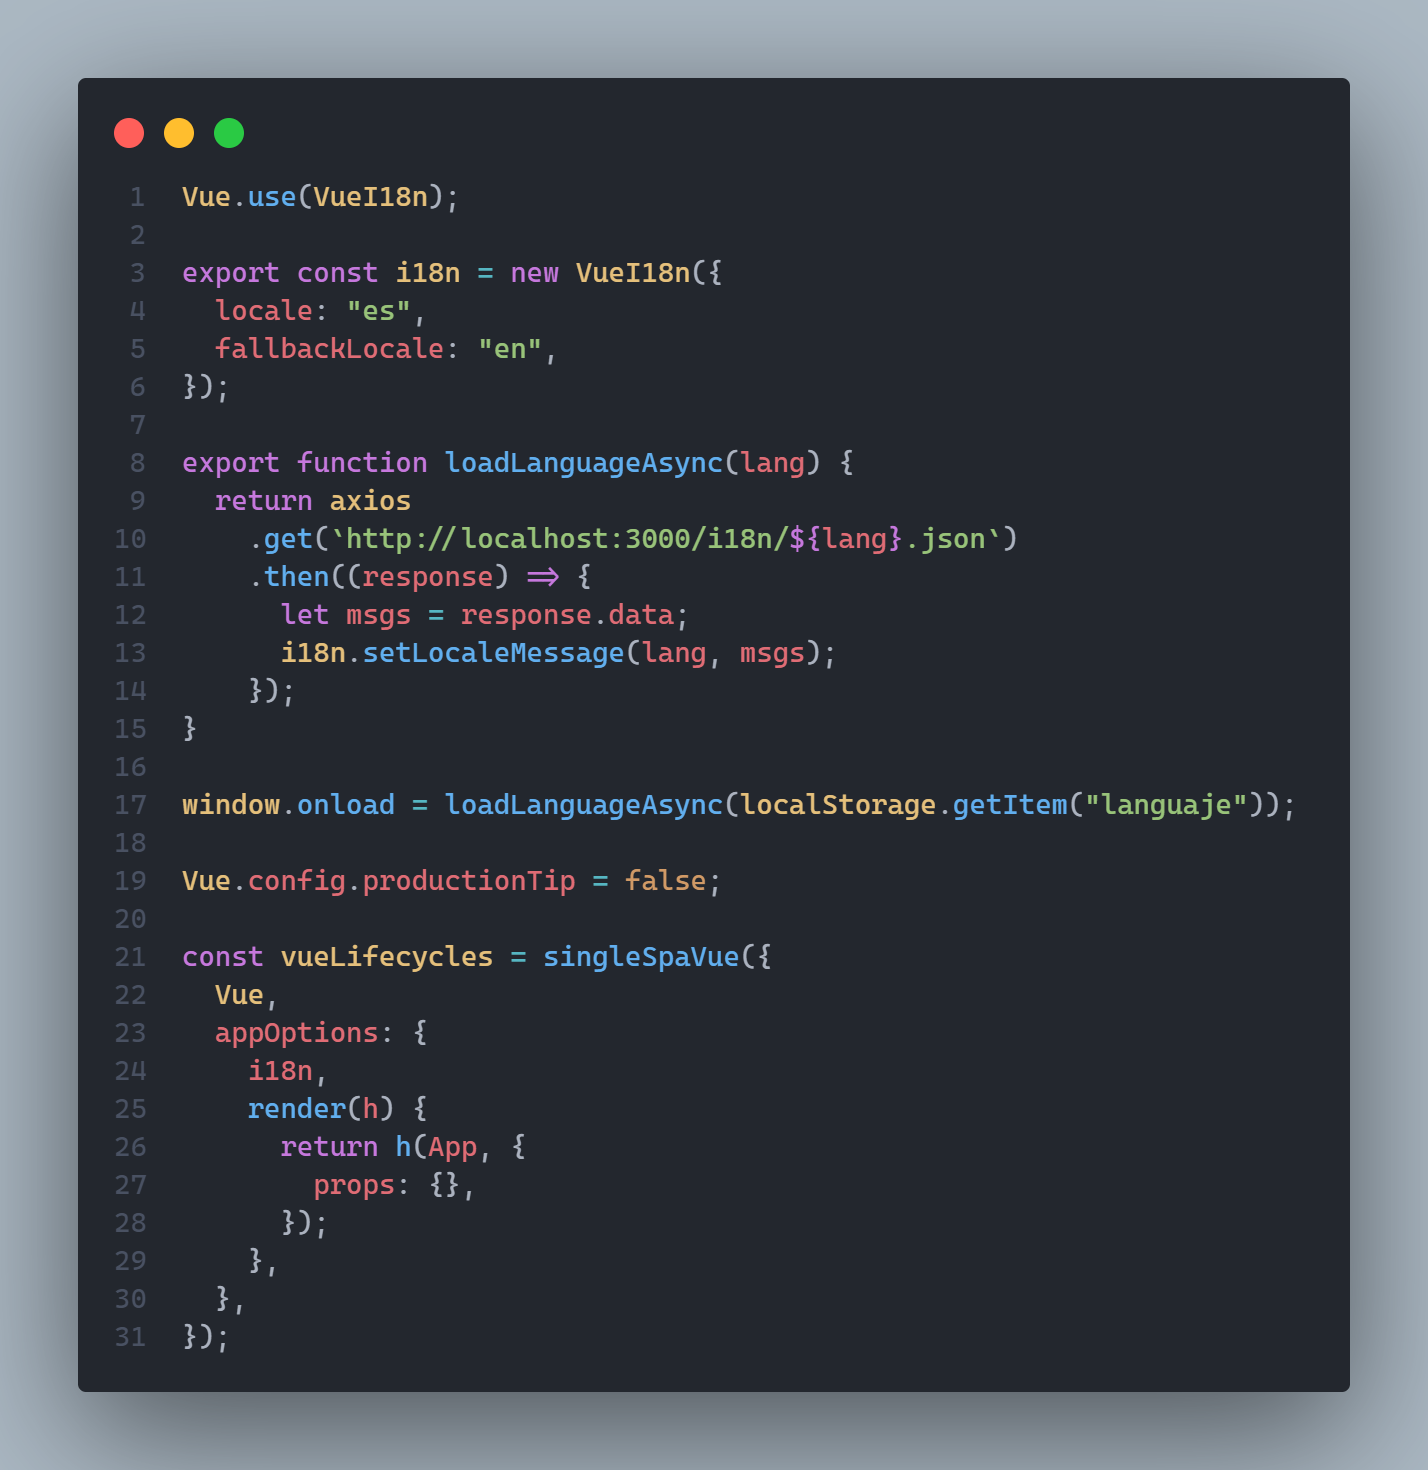 1 Vue.use(VueI18n);
2
3 export const i18n = new VueI18n({
4   locale: "es",
5   fallbackLocale: "en",
6 });
7
8 export function loadLanguageAsync(lang) {
9   return axios
10     .get(`http://localhost:3000/i18n/${lang}.json`)
11     .then((response) => {
12       let msgs = response.data;
13       i18n.setLocaleMessage(lang, msgs);
14     });
15 }
16
17 window.onload = loadLanguageAsync(localStorage.getItem("languaje"));
18
19 Vue.config.productionTip = false;
20
21 const vueLifecycles = singleSpaVue({
22   Vue,
23   appOptions: {
24     i18n,
25     render(h) {
26       return h(App, {
27         props: {},
28       });
29     },
30   },
31 });